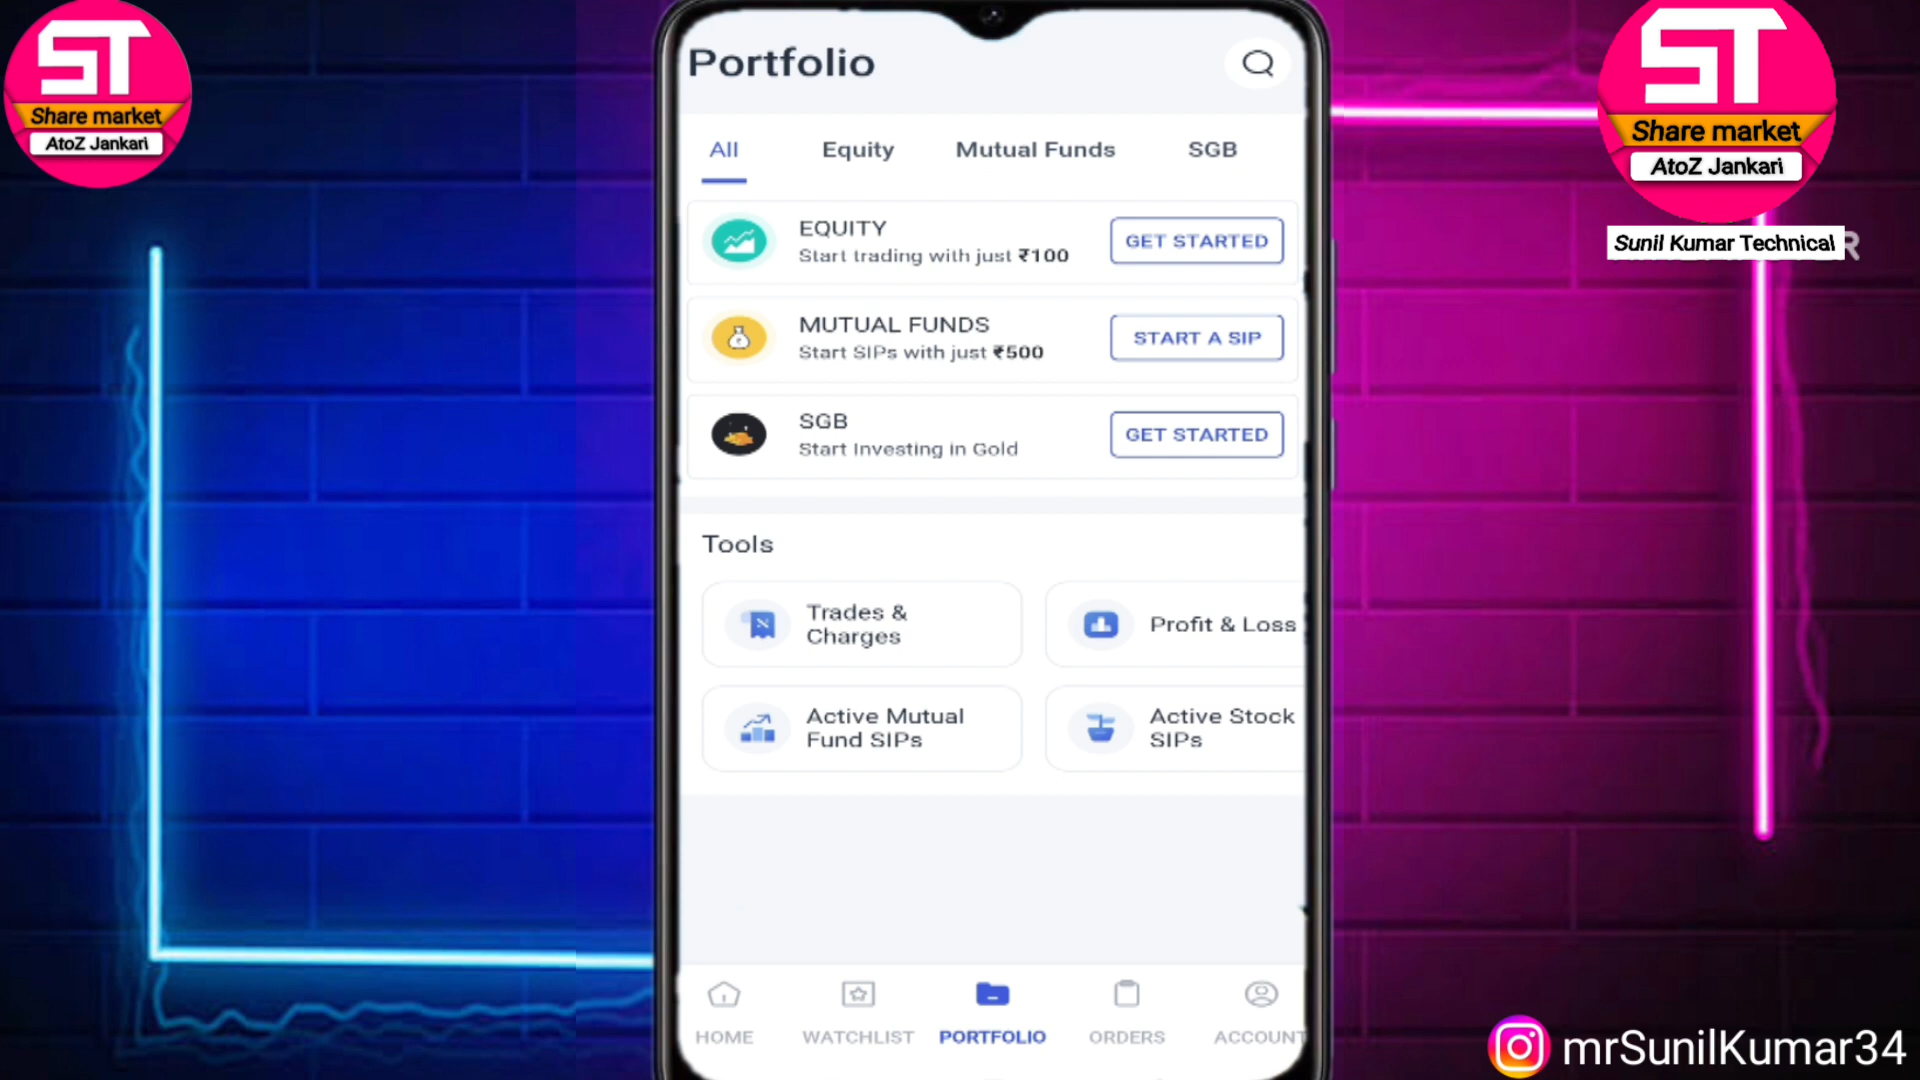 ST
Share market
AtoZ Jankari
Portfolio
All
Equity
Mutual Funds
SGB
EQUITY
Start trading with just ₹100
GET STARTED
MUTUAL FUNDS
Start SIPs with just ₹500
START A SIP
SGB
Start Investing in Gold
GET STARTED
Tools
Trades &
Charges
Profit & Loss
Active Mutual
Fund SIPs
Active Stock
SIPs
HOME
WATCHLIST
PORTFOLIO
ORDERS
ACCOUNT
ST
Share market
AtoZ Jankari
Sunil Kumar Technical
R
mrSunilKumar34